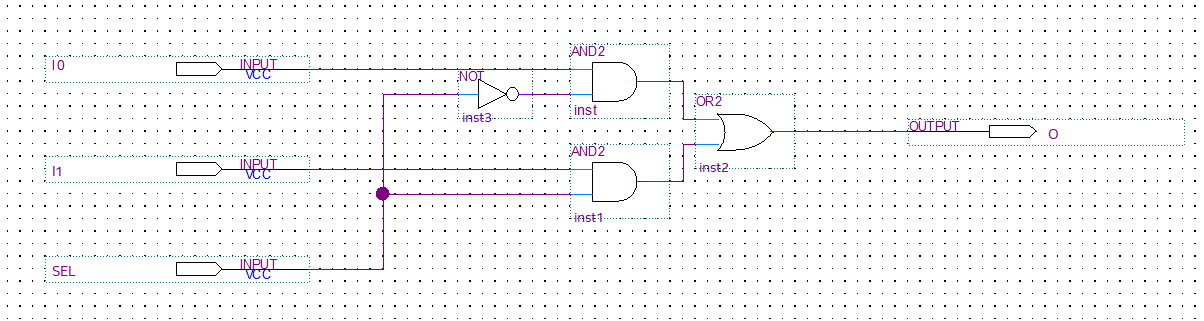 AND2
I0
INPUT
VCC
NOT
inst3
inst
OR2
OUTPUT
O
AND2
I1
INPUT
VCC
inst2
inst1
SEL
INPUT
VCC